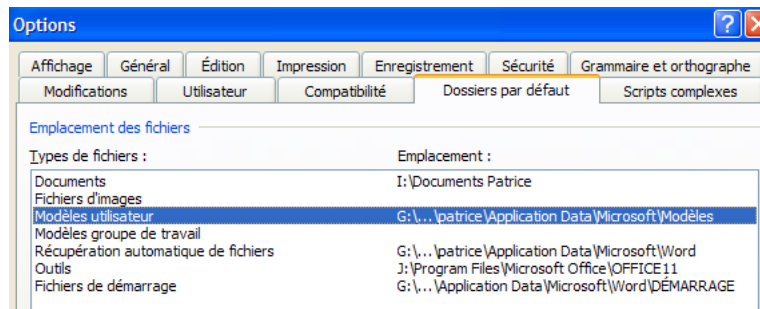 Options
Affichage Général Édition Impression Enregistrement Sécurité Grammaire et orthographe
Modifications Utilisateur Compatibilité Dossiers par défaut Scripts complexes
Emplacement des fichiers
Types de fichiers : Emplacement :
Documents I:\Documents Patrice
Fichiers d'images
Modèles utilisateur G:\...\patrice\Application Data\Microsoft\Modèles
Modèles groupe de travail
Récupération automatique de fichiers G:\...\patrice\Application Data\Microsoft\Word
Outils J:\Program Files\Microsoft Office\OFFICE11
Fichiers de démarrage G:\...\Application Data\Microsoft\Word\DÉMARRAGE